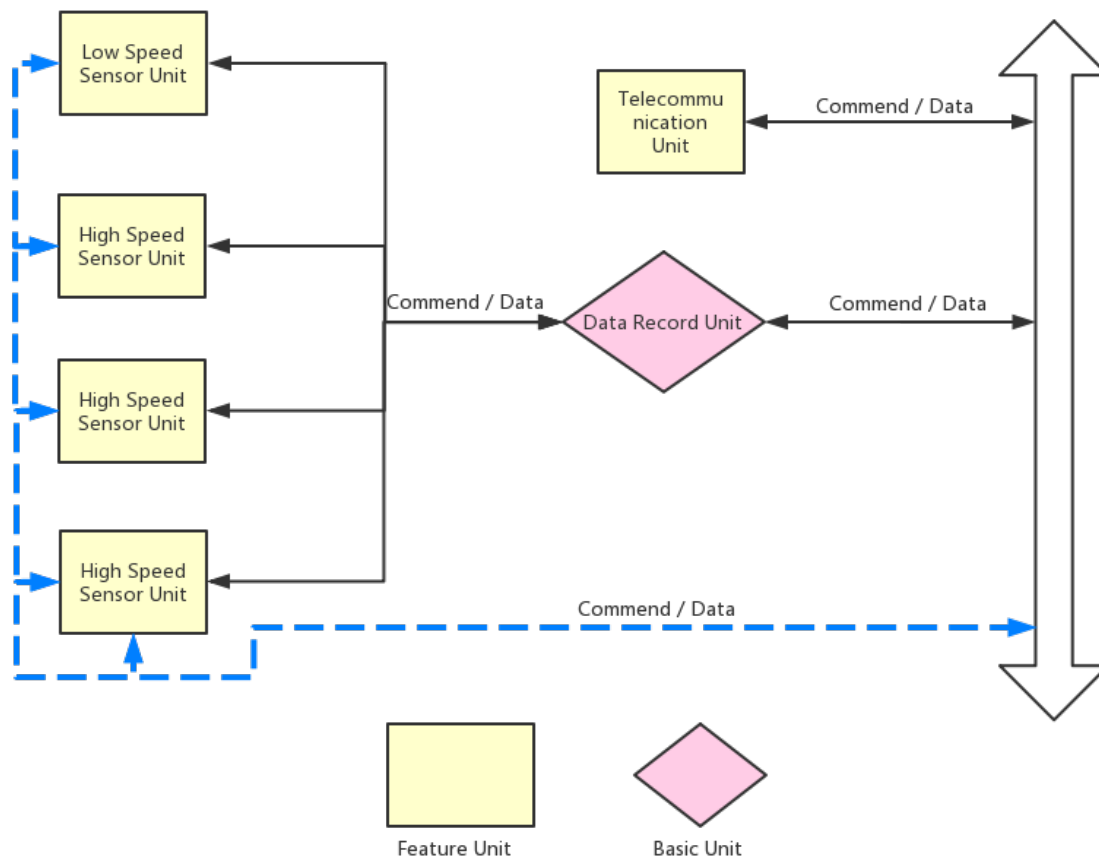 Low Speed
Sensor Unit
Telecommu
nication
Unit
Commend / Data
High Speed
Sensor Unit
Commend / Data
Data Record Unit
Commend / Data
High Speed
Sensor Unit
High Speed
Sensor Unit
Commend / Data
Feature Unit
Basic Unit